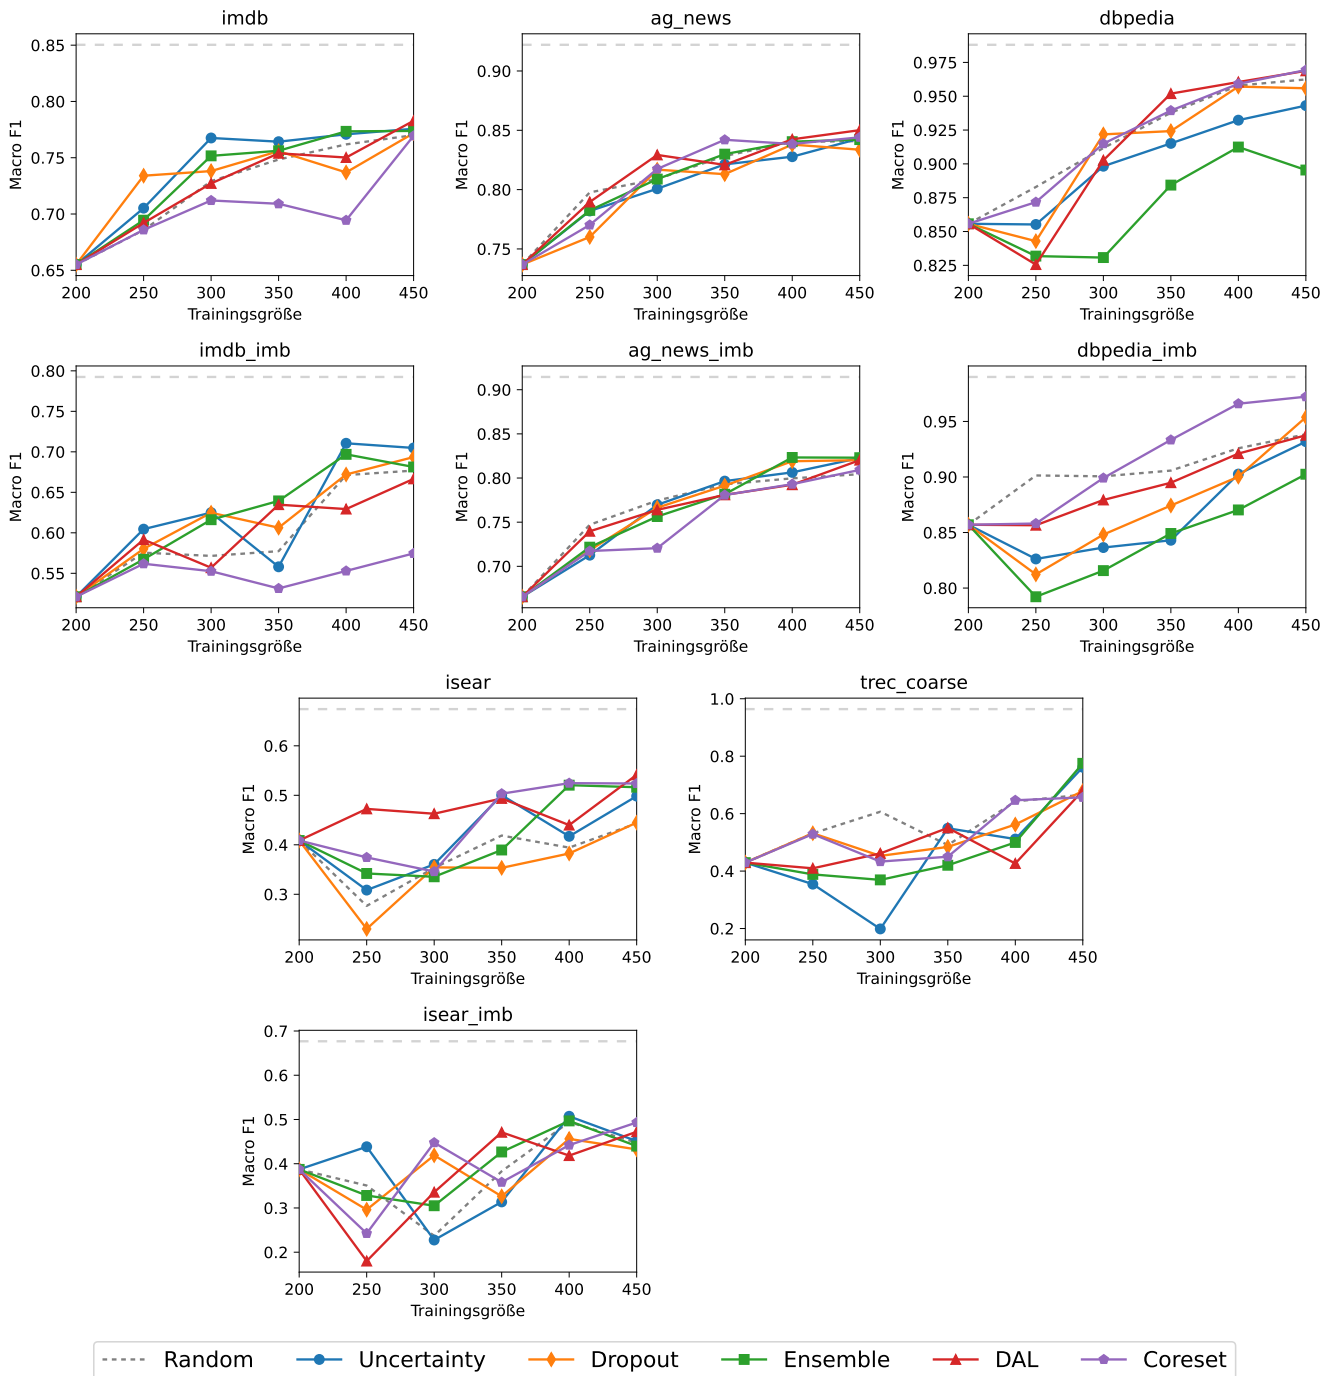 imdb
ag_news
dbpedia
Macro F1
0.85
0.80
0.75
0.70
0.65
200 250 300 350 400 450
Trainingsgröße
Macro F1
0.90
0.85
0.80
0.75
200 250 300 350 400 450
Trainingsgröße
Macro F1
0.975
0.950
0.925
0.900
0.875
0.850
0.825
200 250 300 350 400 450
Trainingsgröße
imdb_imb
ag_news_imb
dbpedia_imb
Macro F1
0.80
0.75
0.70
0.65
0.60
0.55
200 250 300 350 400 450
Trainingsgröße
Macro F1
0.90
0.85
0.80
0.75
0.70
200 250 300 350 400 450
Trainingsgröße
Macro F1
0.95
0.90
0.85
0.80
200 250 300 350 400 450
Trainingsgröße
isear
trec_coarse
Macro F1
0.6
0.5
0.4
0.3
200 250 300 350 400 450
Trainingsgröße
Macro F1
1.0
0.8
0.6
0.4
0.2
200 250 300 350 400 450
Trainingsgröße
isear_imb
Macro F1
0.7
0.5
0.4
0.3
0.2
200 250 300 350 400 450
Trainingsgröße
Random Uncertainty Dropout Ensemble DAL Coreset